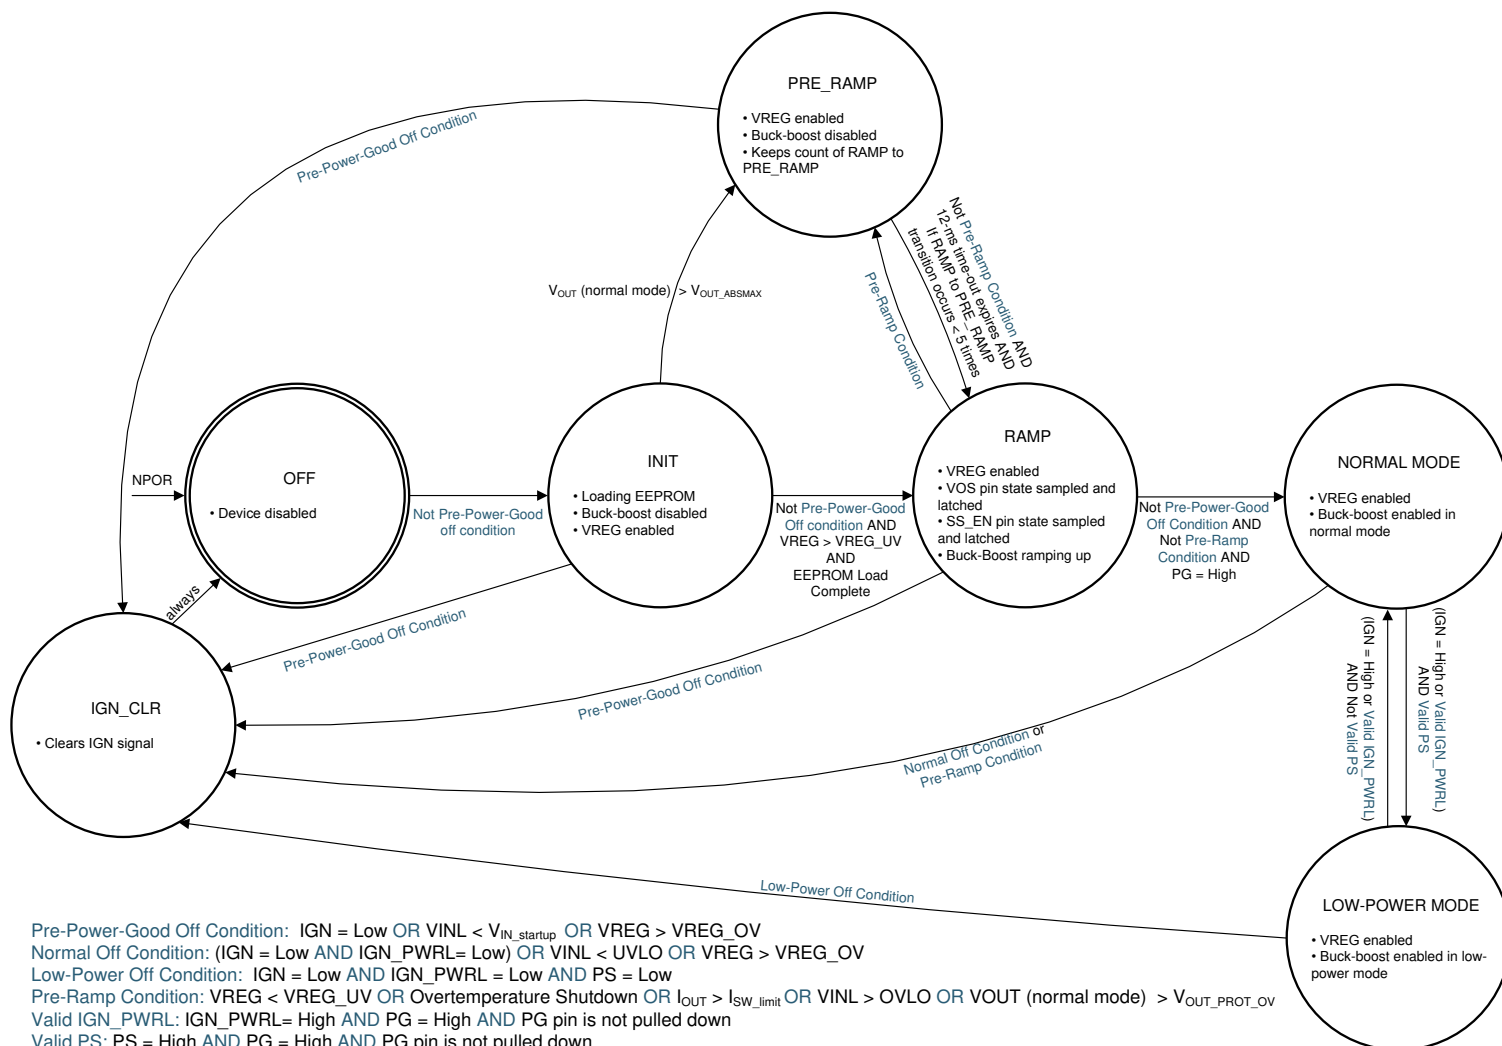 PRE_RAMP
• VREG enabled
• Buck-boost disabled
• Keeps count of RAMP to
PRE_RAMP
Pre-Power-Good Off Condition
Not Pre-Ramp Condition AND
12-ms time-out expires AND
If RAMP to PRE_RAMP
transition occurs < 5 times
Pre-Ramp Condition
VOUT (normal mode) > VOUT_ABSMAX
NPOR
OFF
• Device disabled
Not Pre-Power-Good
off condition
INIT
• Loading EEPROM
• Buck-boost disabled
• VREG enabled
Not Pre-Power-Good
Off condition AND
VREG > VREG_UV
AND
EEPROM Load
Complete
RAMP
• VREG enabled
• VOS pin state sampled and
latched
• SS_EN pin state sampled
and latched
• Buck-Boost ramping up
Not Pre-Power-Good
Off Condition AND
Not Pre-Ramp
Condition AND
PG = High
NORMAL MODE
• VREG enabled
• Buck-boost enabled in
normal mode
always
Pre-Power-Good Off Condition
Pre-Power-Good Off Condition
Normal Off Condition or
Pre-Ramp Condition
(IGN = High or Valid IGN_PWRL)
AND Not Valid PS
(IGN = High or Valid IGN_PWRL)
AND Valid PS
IGN_CLR
• Clears IGN signal
Low-Power Off Condition
LOW-POWER MODE
• VREG enabled
• Buck-boost enabled in low-
power mode
Pre-Power-Good Off Condition: IGN = Low OR VINL < VIN_startup OR VREG > VREG_OV
Normal Off Condition: (IGN = Low AND IGN_PWRL= Low) OR VINL < UVLO OR VREG > VREG_OV
Low-Power Off Condition: IGN = Low AND IGN_PWRL = Low AND PS = Low
Pre-Ramp Condition: VREG < VREG_UV OR Overtemperature Shutdown OR IOUT > ISW_limit OR VINL > OVLO OR VOUT (normal mode) > VOUT_PROT_OV
Valid IGN_PWRL: IGN_PWRL= High AND PG = High AND PG pin is not pulled down
Valid PS: PS = High AND PG = High AND PG pin is not pulled down